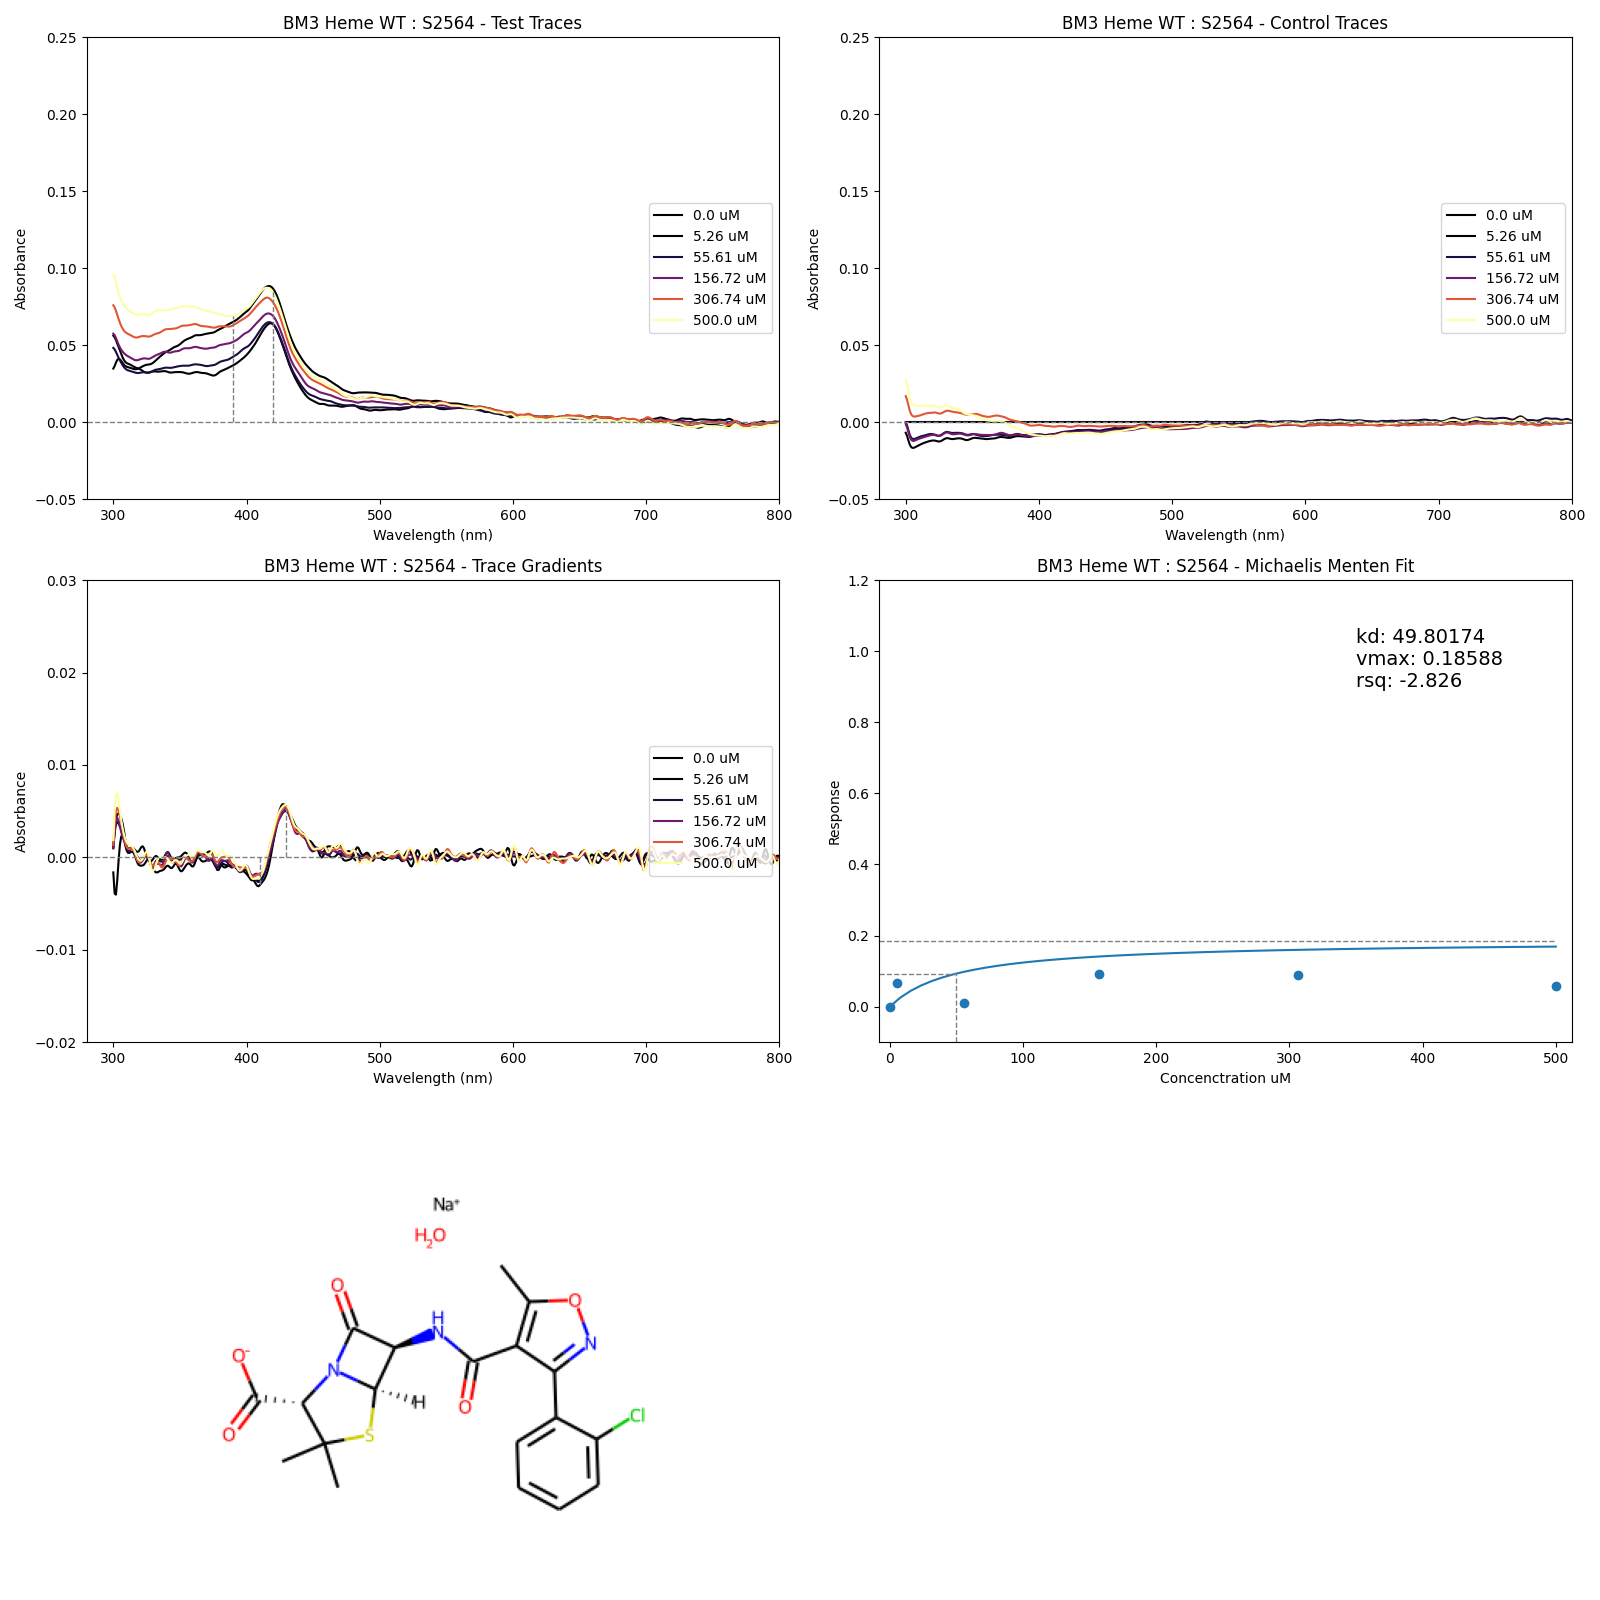 BM3 Heme WT : S2564 - Test Traces
0.25
0.20
0.15
0.10
0.05
0.00
−0.05
Absorbance
300 400 500 600 700 800
Wavelength (nm)
0.0 uM
5.26 uM
55.61 uM
156.72 uM
306.74 uM
500.0 uM
BM3 Heme WT : S2564 - Control Traces
0.25
0.20
0.15
0.10
0.05
0.00
−0.05
Absorbance
300 400 500 600 700 800
Wavelength (nm)
0.0 uM
5.26 uM
55.61 uM
156.72 uM
306.74 uM
500.0 uM
BM3 Heme WT : S2564 - Trace Gradients
0.03
0.02
0.01
0.00
−0.01
−0.02
Absorbance
300 400 500 600 700 800
Wavelength (nm)
0.0 uM
5.26 uM
55.61 uM
156.72 uM
306.74 uM
500.0 uM
BM3 Heme WT : S2564 - Michaelis Menten Fit
1.2
1.0
0.8
0.6
0.4
0.2
0.0
Response
kd: 49.80174
vmax: 0.18588
rsq: -2.826
0 100 200 300 400 500
Concenctration uM
Na⁺
H₂O
O
O
H
N
N
O⁻
N
H
O
O
Cl
S